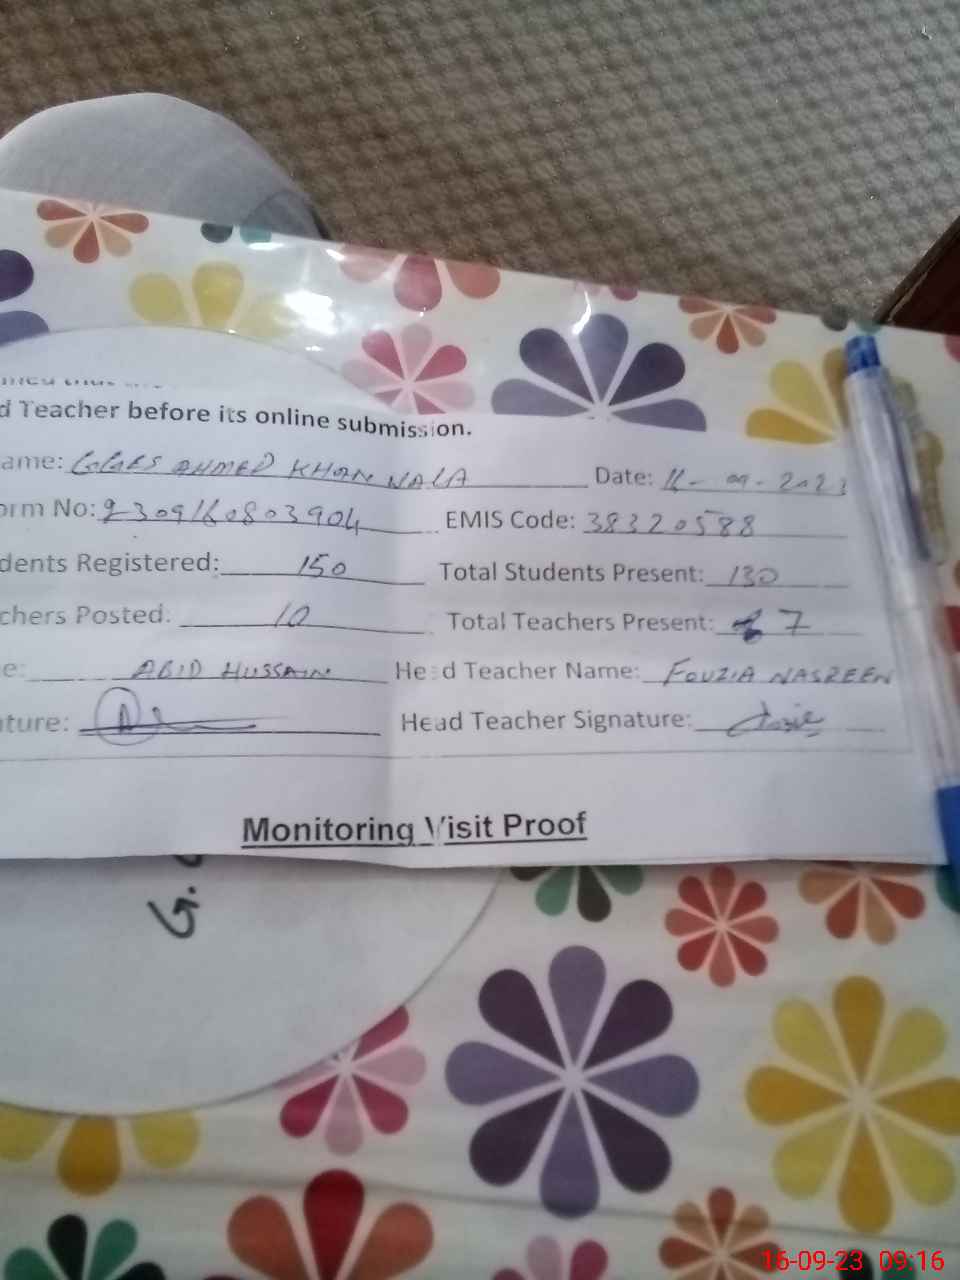 d Teacher before its online submission.
ame: GGES AHMED KHAN WALA Date: 16-09-2023
orm No: 2309160803904 EMIS Code: 38320588
dents Registered: 150 Total Students Present: 130
chers Posted: 10 Total Teachers Present: 7
e: ABID HUSSAIN Head Teacher Name: FOUZIA NASREEN
ature: Head Teacher Signature:
Monitoring Visit Proof
G.
16-09-23 09:16